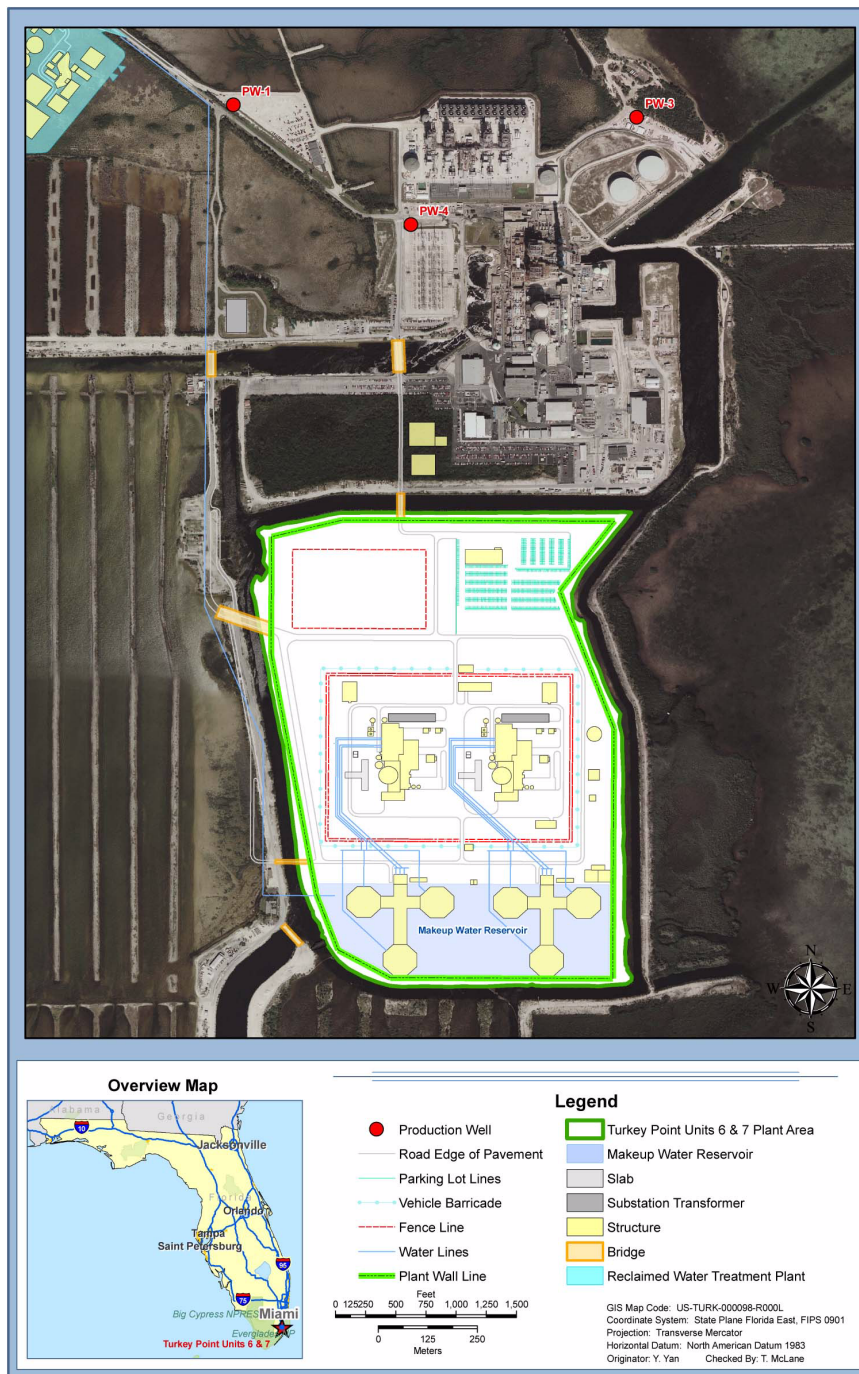 PW-1
PW-3
PW-4
Makeup Water Reservoir
N
W E
S
Overview Map
Alabama
Georgia
10
Jacksonville
Florida
Orlando
Tampa
Saint Petersburg
95
75
Big Cypress NPRES
Miami
Everglades NP
Turkey Point Units 6 & 7
Legend
Production Well
Road Edge of Pavement
Parking Lot Lines
Vehicle Barricade
Fence Line
Water Lines
Plant Wall Line
Turkey Point Units 6 & 7 Plant Area
Makeup Water Reservoir
Slab
Substation Transformer
Structure
Bridge
Reclaimed Water Treatment Plant
Feet
0 125250 500 750 1,000 1,250 1,500
0 125 250
Meters
GIS Map Code: US-TURK-000098-R000L
Coordinate System: State Plane Florida East, FIPS 0901
Projection: Transverse Mercator
Horizontal Datum: North American Datum 1983
Originator: Y. Yan Checked By: T. McLane